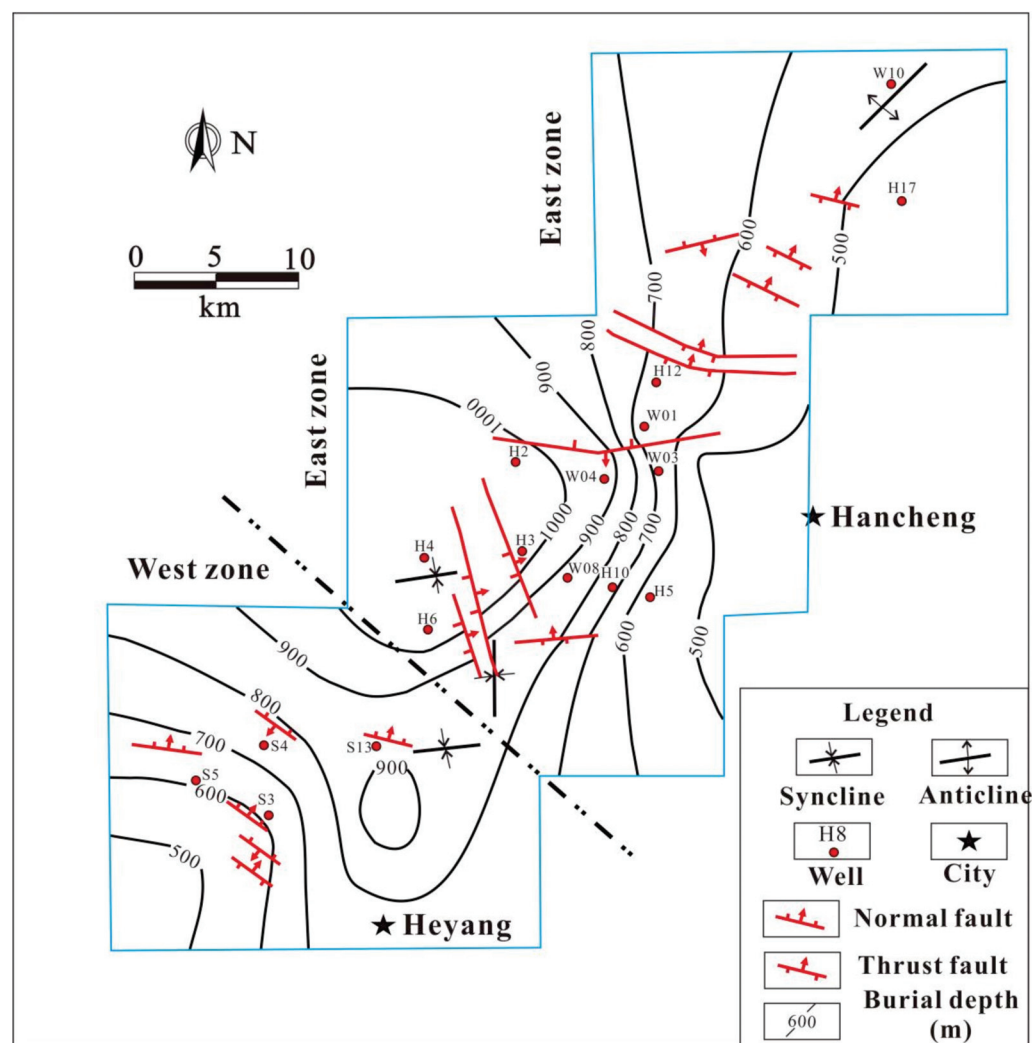 W10
N
East zone
H17
0 5 10
km
600
500
700
800
East zone
900
H12
1000
W01
H2
W03
W04
Hancheng
1000
900
800
700
H3
H4
West zone
W08
H10
H5
H6
600
500
900
800
Legend
700
S4
S13
Syncline
Anticline
900
S5
600
S3
H8
500
Well
City
Heyang
Normal fault
Thrust fault
Burial depth
(m)
600